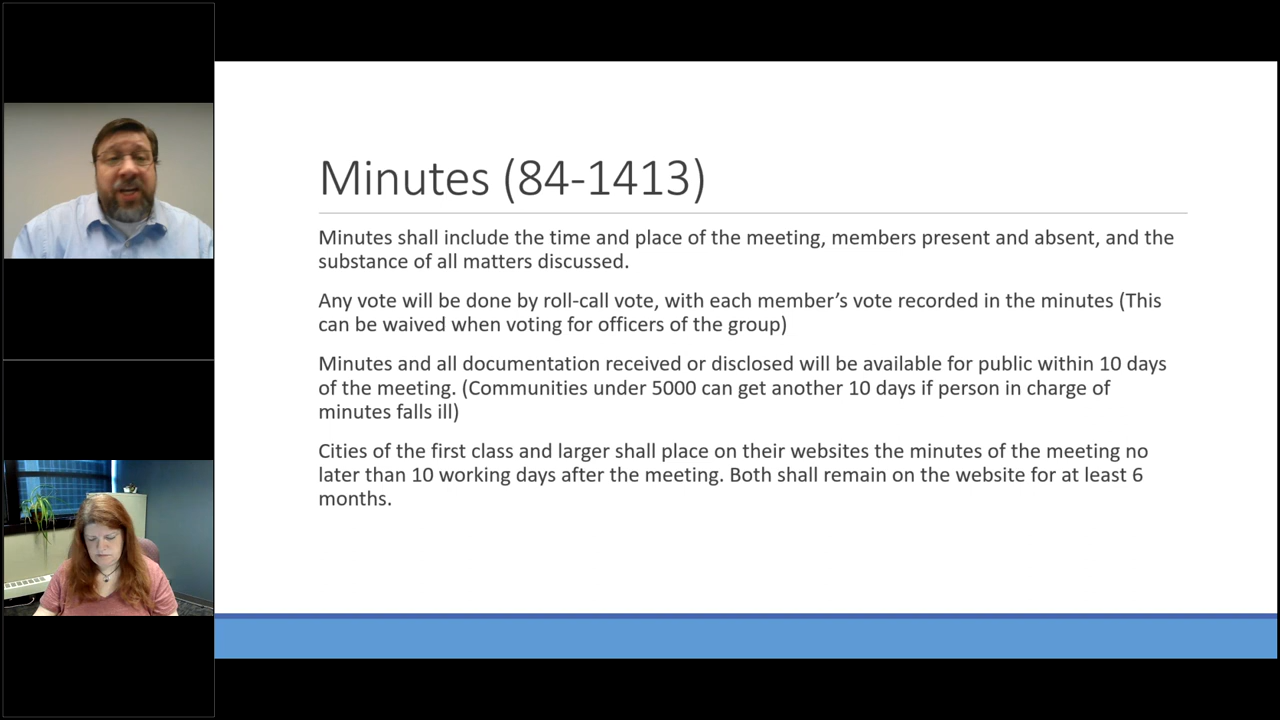 Minutes (84-1413)
Minutes shall include the time and place of the meeting, members present and absent, and the
substance of all matters discussed.
Any vote will be done by roll-call vote, with each member’s vote recorded in the minutes (This
can be waived when voting for officers of the group)
Minutes and all documentation received or disclosed will be available for public within 10 days
of the meeting. (Communities under 5000 can get another 10 days if person in charge of
minutes falls ill)
Cities of the first class and larger shall place on their websites the minutes of the meeting no
later than 10 working days after the meeting. Both shall remain on the website for at least 6
months.